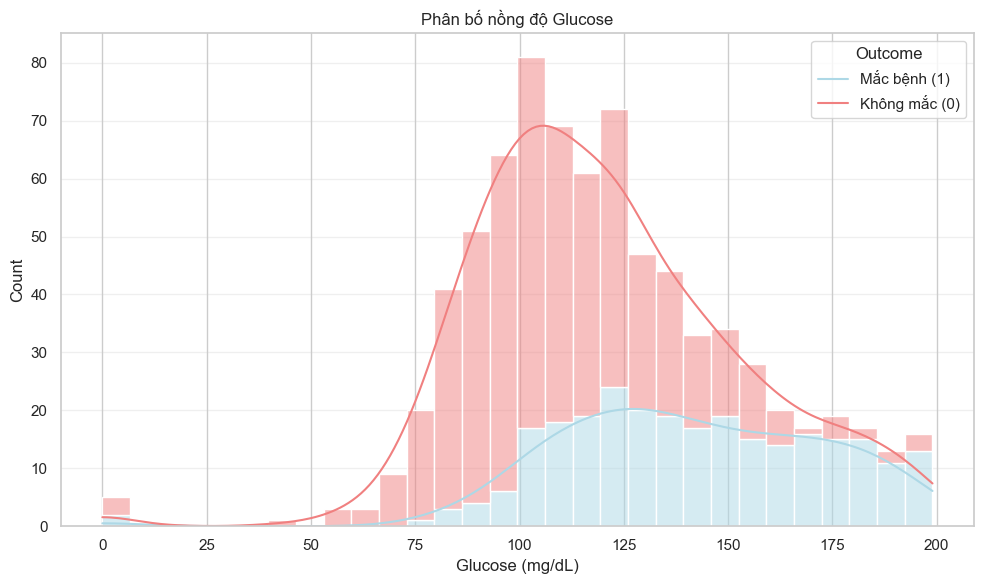 Phân bố nồng độ Glucose
Outcome
Mắc bệnh (1)
Không mắc (0)
Count
80
70
60
50
40
30
20
10
0
0 25 50 75 100 125 150 175 200
Glucose (mg/dL)